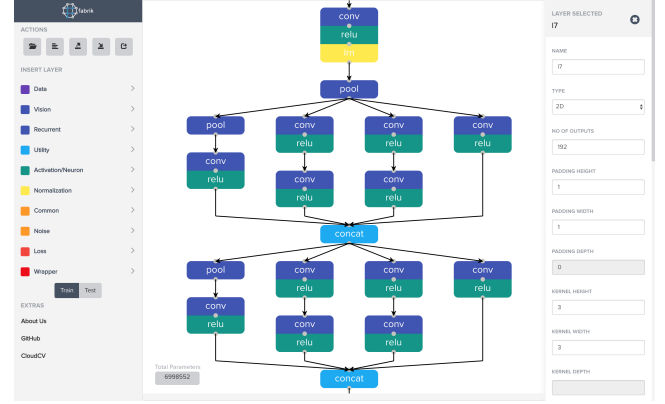 fabrik
ACTIONS
INSERT LAYER
Data
Vision
Recurrent
Utility
Activation/Neuron
Normalization
Common
Noise
Loss
Wrapper
Train Test
EXTRAS
About Us
GitHub
CloudCV
conv
relu
lrn
pool
pool conv conv conv
relu relu relu
conv
relu
conv conv
relu relu
concat
pool conv conv conv
relu relu relu
conv
relu
conv conv
relu relu
Total Parameters
6998552
concat
LAYER SELECTED
l7
NAME
l7
TYPE
2D
NO OF OUTPUTS
192
PADDING HEIGHT
1
PADDING WIDTH
1
PADDING DEPTH
0
KERNEL HEIGHT
3
KERNEL WIDTH
3
KERNEL DEPTH